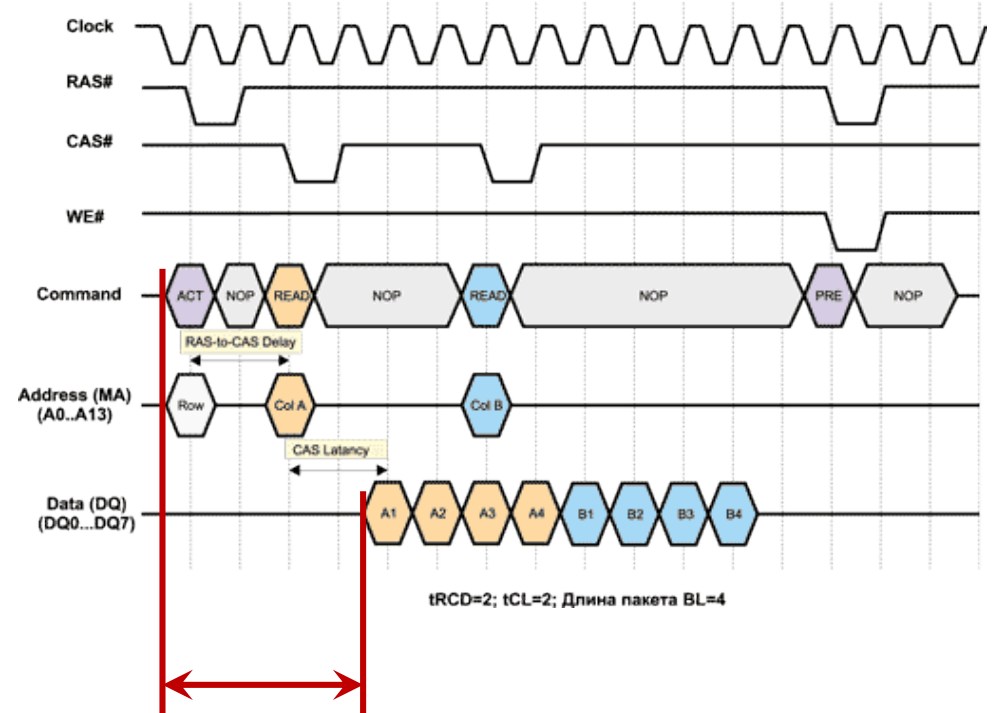 Clock
RAS#
CAS#
WE#
Command
ACT NOP READ NOP READ NOP PRE NOP
RAS-to-CAS Delay
Address (MA)
(A0..A13)
Row Col A Col B
CAS Latancy
Data (DQ)
(DQ0...DQ7)
A1 A2 A3 A4 B1 B2 B3 B4
tRCD=2; tCL=2; Длина пакета BL=4